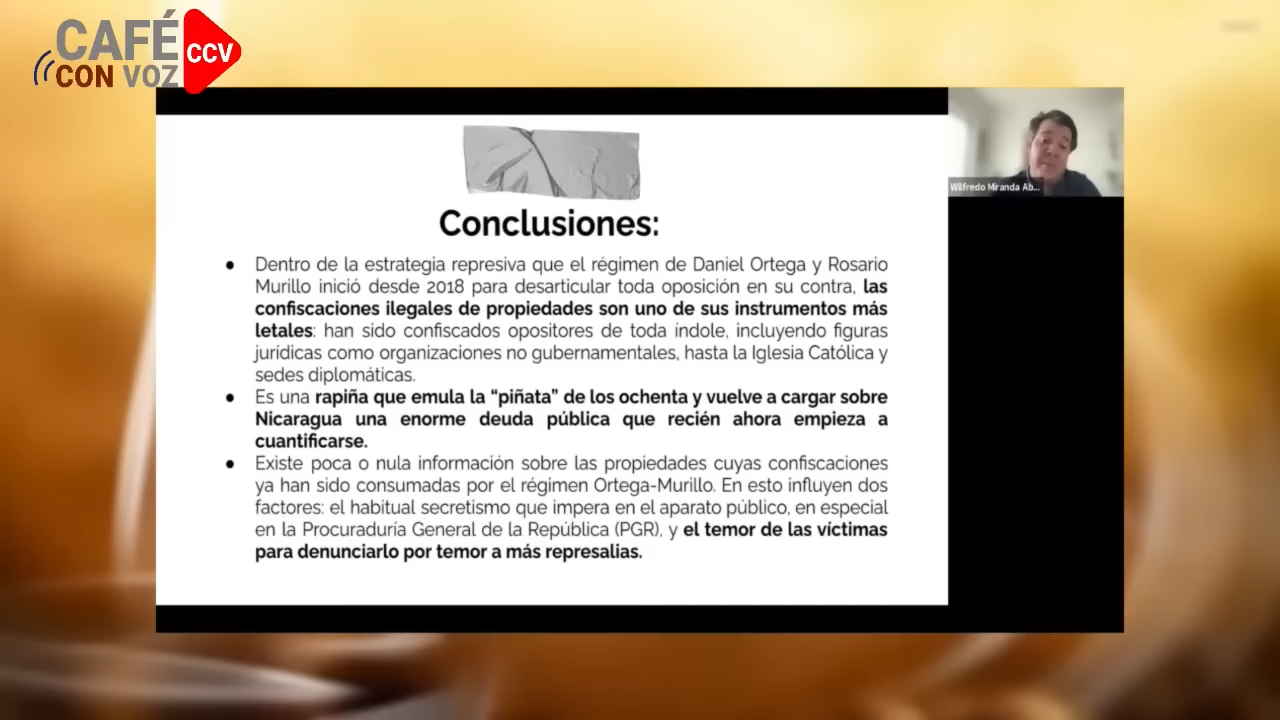 CAFÉ
CON VOZ
CCV
Wilfredo Miranda Ab...
Conclusiones:
● Dentro de la estrategia represiva que el régimen de Daniel Ortega y Rosario
Murillo inició desde 2018 para desarticular toda oposición en su contra, las
confiscaciones ilegales de propiedades son uno de sus instrumentos más
letales: han sido confiscados opositores de toda índole, incluyendo figuras
jurídicas como organizaciones no gubernamentales, hasta la Iglesia Católica y
sedes diplomáticas.
● Es una rapiña que emula la “piñata” de los ochenta y vuelve a cargar sobre
Nicaragua una enorme deuda pública que recién ahora empieza a
cuantificarse.
● Existe poca o nula información sobre las propiedades cuyas confiscaciones
ya han sido consumadas por el régimen Ortega-Murillo. En esto influyen dos
factores: el habitual secretismo que impera en el aparato público, en especial
en la Procuraduría General de la República (PGR), y el temor de las víctimas
para denunciarlo por temor a más represalias.